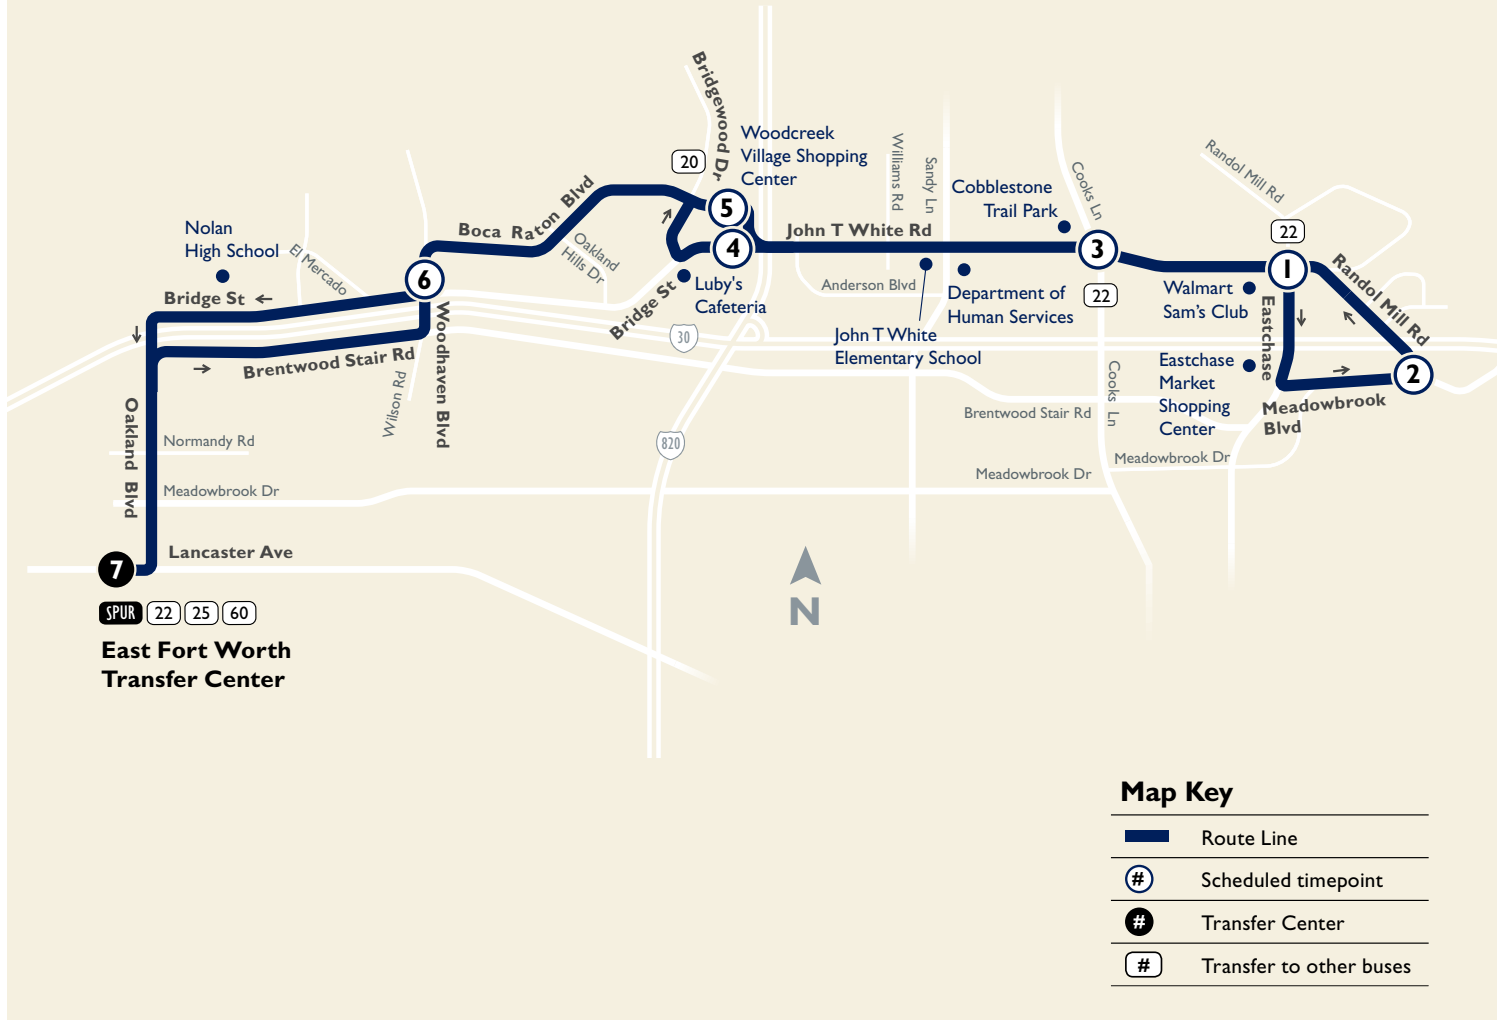 Bridgewood Dr.
Woodcreek
Village Shopping
Center
20
5
Williams Rd
Sandy Ln
Cobblestone
Trail Park
Cooks Ln
Randol Mill Rd
22
Nolan
High School
El Mercado
Boca Raton Blvd
Oakland
Hills Dr
4
John T White Rd
3
1
Randol Mill Rd
6
Bridge St
Luby's
Cafeteria
Bridge St
Anderson Blvd
Department of
Human Services
22
Walmart
Sam's Club
Eastchase
30
John T White
Elementary School
Brentwood Stair Rd
Woodhaven Blvd
Wilson Rd
Eastchase
Market
Shopping
Center
2
Meadowbrook
Blvd
Cooks Ln
Brentwood Stair Rd
Oakland Blvd
Normandy Rd
820
Meadowbrook Dr
Meadowbrook Dr
Meadowbrook Dr
Lancaster Ave
7
SPUR
22
25
60
East Fort Worth
Transfer Center
N
Map Key
Route Line
# Scheduled timepoint
# Transfer Center
# Transfer to other buses